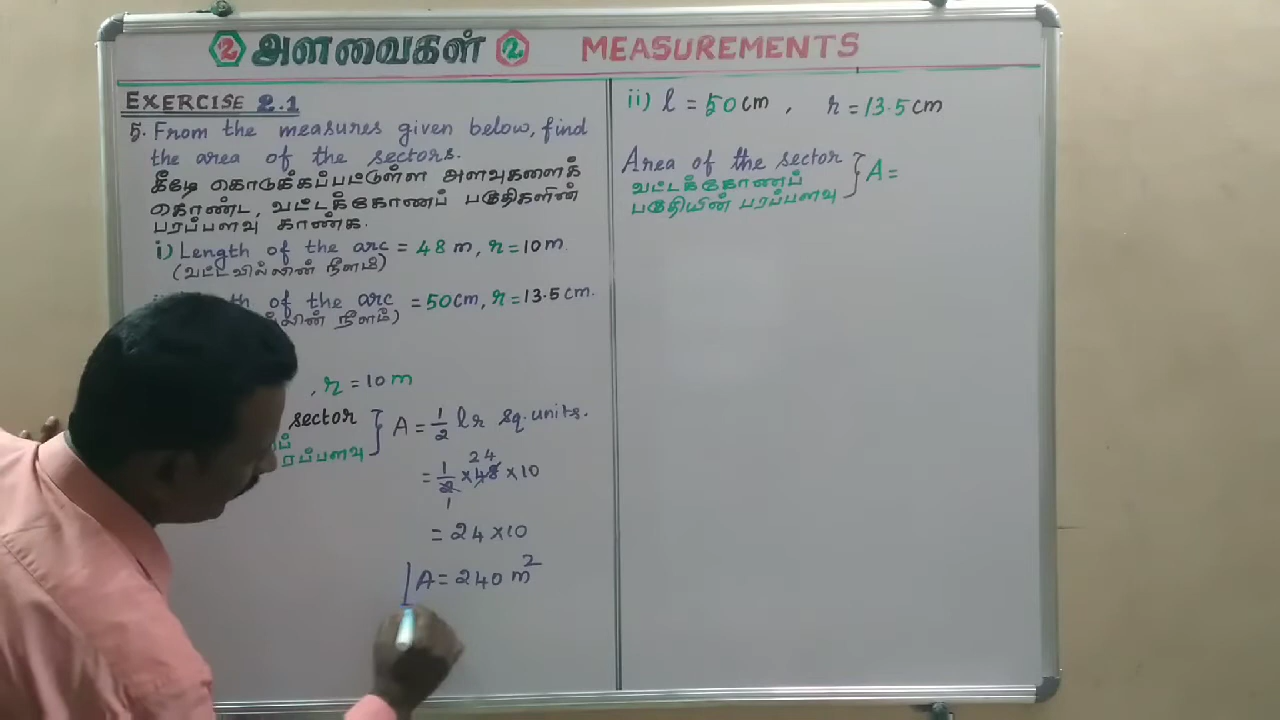 2 அளவைகள் 2 MEASUREMENTS
EXERCISE 2.1
5. From the measures given below, find
the area of the sectors.
கீழே கொடுக்கப்பட்டுள்ள அளவுகளைக்
கொண்ட, வட்டக்கோணப் பகுதிகளின்
பரப்பளவு காண்க.
i) Length of the arc = 48 m, r = 10 m.
(வட்டவில்லின் நீளம்)
of the arc = 50 cm, r = 13.5 cm.
நீளம்)
, r = 10 m
sector } A = 1/2 lr sq.units.
= 1/2 × 48 × 10
24
1
= 24 × 10
A = 240 m²
ii) l = 50 cm , r = 13.5 cm
Area of the sector } A =
வட்டக்கோணப்
பகுதியின் பரப்பளவு